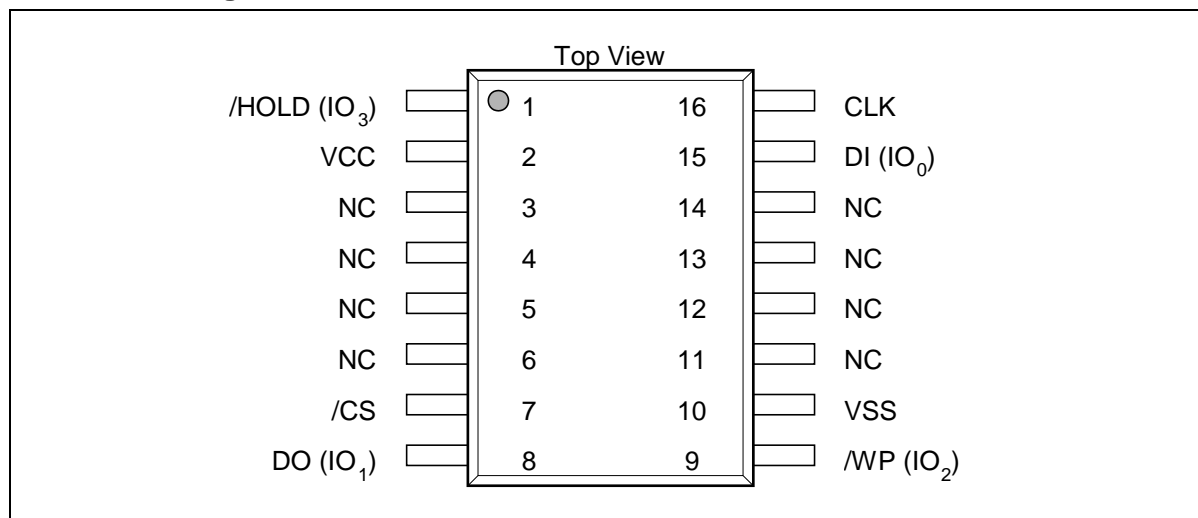 Top View
/HOLD (IO3) 1 16 CLK
VCC 2 15 DI (IO0)
NC 3 14 NC
NC 4 13 NC
NC 5 12 NC
NC 6 11 NC
/CS 7 10 VSS
DO (IO1) 8 9 /WP (IO2)